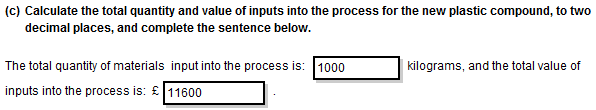 (c) Calculate the total quantity and value of inputs into the process for the new plastic compound, to two
decimal places, and complete the sentence below.
The total quantity of materials input into the process is: 1000 kilograms, and the total value of
inputs into the process is: £ 11600 .